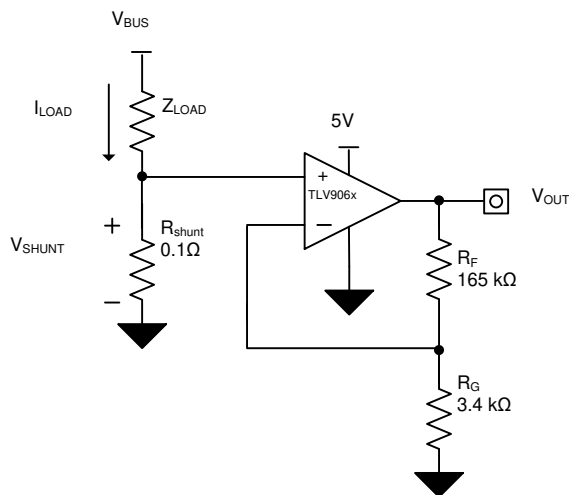 VBUS
ILOAD
ZLOAD
5V
+
TLV906x
−
VOUT
+
VSHUNT
−
Rshunt
0.1Ω
RF
165 kΩ
RG
3.4 kΩ